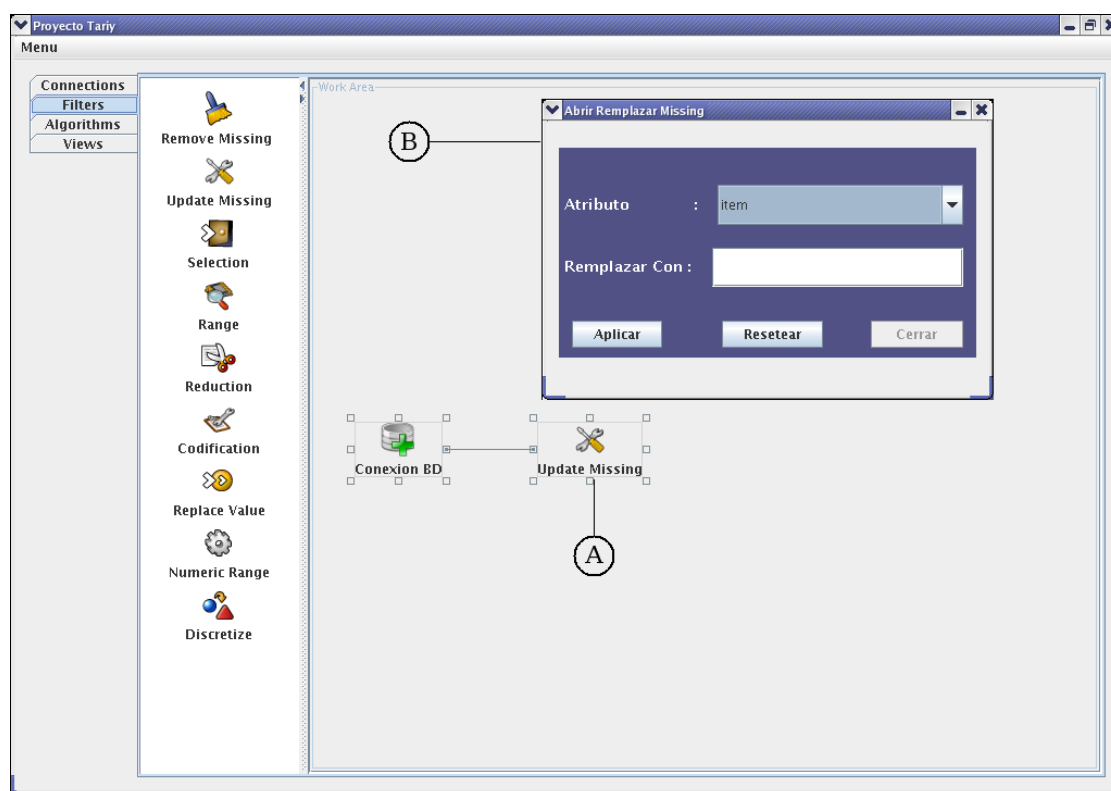 Proyecto Tariy
Menu
Connections
Filters
Algorithms
Views
Remove Missing
Update Missing
Selection
Range
Reduction
Codification
Replace Value
Numeric Range
Discretize
Work Area
B
Abrir Remplazar Missing
Atributo :
item
Remplazar Con :
Aplicar Resetear Cerrar
Conexion BD
Update Missing
A